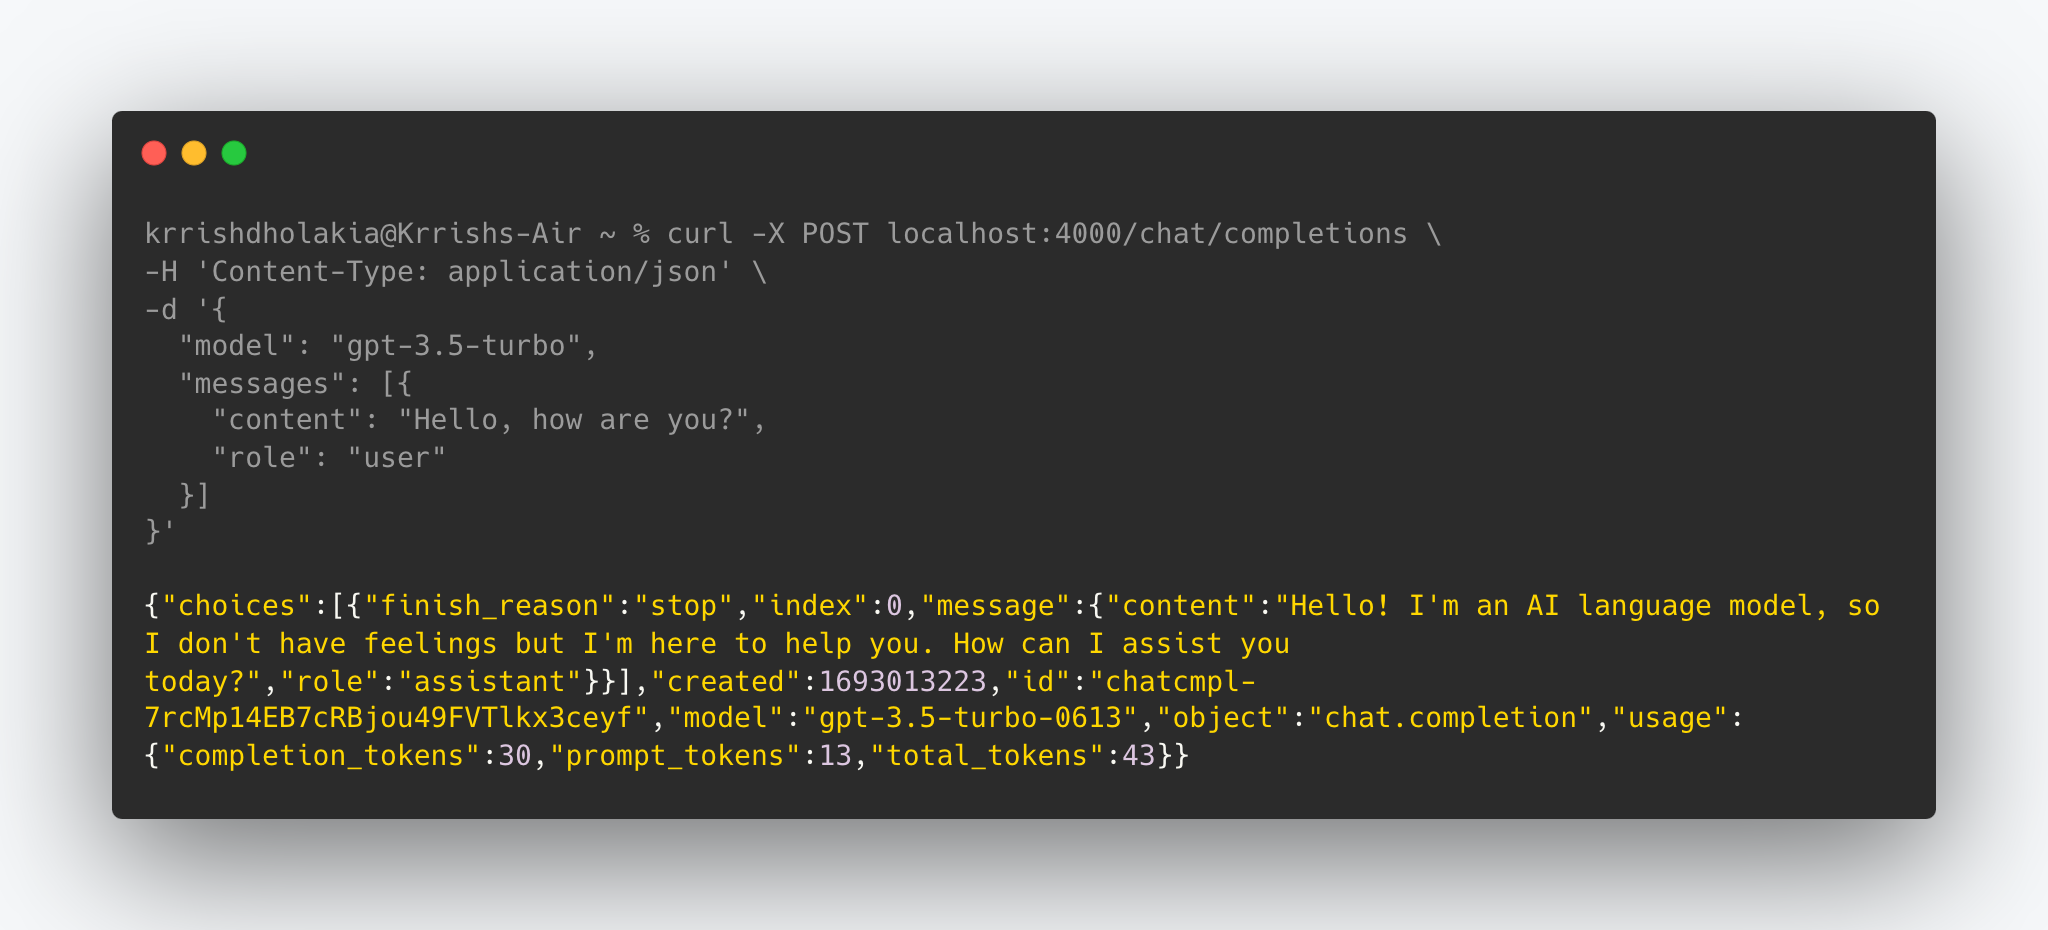 krrishdholakia@Krrishs-Air ~ % curl -X POST localhost:4000/chat/completions \
-H 'Content-Type: application/json' \
-d '{
  "model": "gpt-3.5-turbo",
  "messages": [{
    "content": "Hello, how are you?",
    "role": "user"
  }]
}'

{"choices":[{"finish_reason":"stop","index":0,"message":{"content":"Hello! I'm an AI language model, so
I don't have feelings but I'm here to help you. How can I assist you
today?","role":"assistant"}}],"created":1693013223,"id":"chatcmpl-
7rcMp14EB7cRBjou49FVTlkx3ceyf","model":"gpt-3.5-turbo-0613","object":"chat.completion","usage":
{"completion_tokens":30,"prompt_tokens":13,"total_tokens":43}}